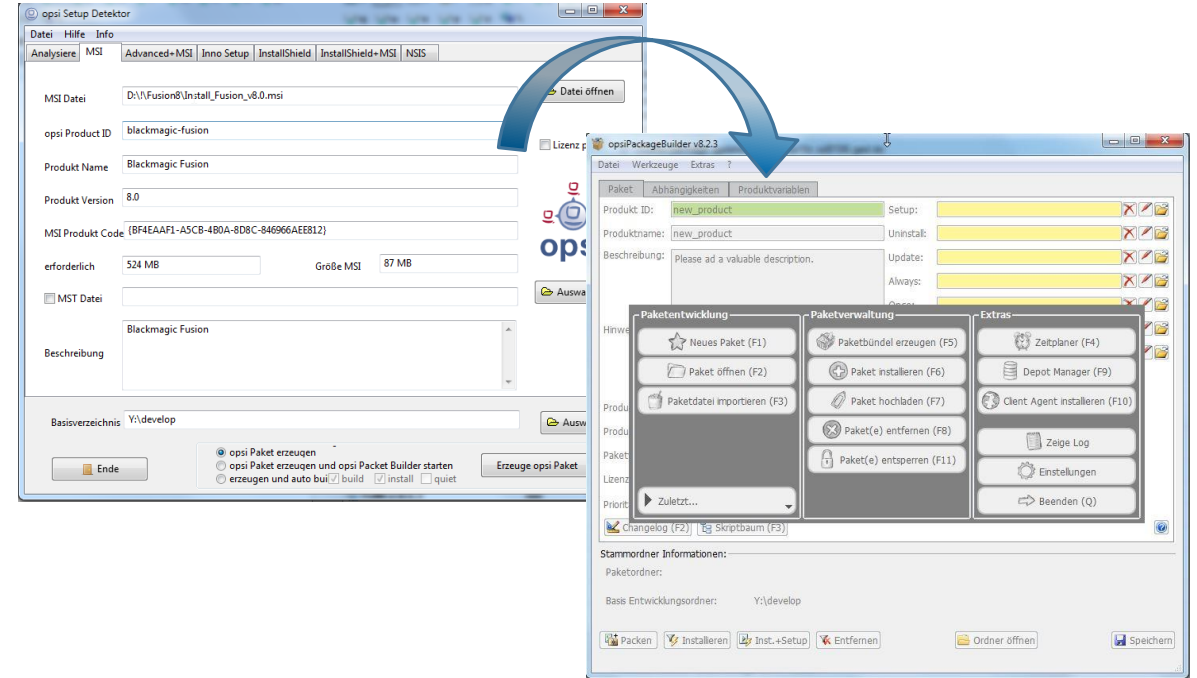 opsi Setup Detektor
Datei Hilfe Info
Analysiere MSI Advanced+MSI Inno Setup InstallShield InstallShield+MSI NSIS
MSI Datei D:\!\Fusion8\Install_Fusion_v8.0.msi Datei öffnen
opsi Product ID blackmagic-fusion
Lizenz
Produkt Name Blackmagic Fusion
Produkt Version 8.0
MSI Produkt Code {BF4EAAF1-A5CB-4B0A-8D8C-846966AEE812}
erforderlich 524 MB Größe MSI 87 MB
MST Datei
Beschreibung Blackmagic Fusion
Basisverzeichnis Y:\develop
Ende
opsi Paket erzeugen
opsi Paket erzeugen und opsi Packet Builder starten
erzeugen und auto bui build install quiet
Erzeuge opsi Paket
opsiPackageBuilder v8.2.3
Datei Werkzeuge Extras ?
Paket Abhängigkeiten Produktvariablen
Produkt ID: new_product Setup:
Produktname: new_product Uninstall:
Beschreibung: Please ad a valuable description. Update:
Always:
Paketentwicklung Paketverwaltung Extras
Neues Paket (F1) Paketbündel erzeugen (F5) Zeitplaner (F4)
Paket öffnen (F2) Paket installieren (F6) Depot Manager (F9)
Paketdatei importieren (F3) Paket hochladen (F7) Client Agent installieren (F10)
Paket(e) entfernen (F8) Zeige Log
Paket(e) entsperren (F11) Einstellungen
Zuletzt... Beenden (Q)
Changelog (F2) Skriptbaum (F3)
Stammordner Informationen:
Paketordner:
Basis Entwicklungsordner: Y:\develop
Packen Installieren Inst.+Setup Entfernen Ordner öffnen Speichern